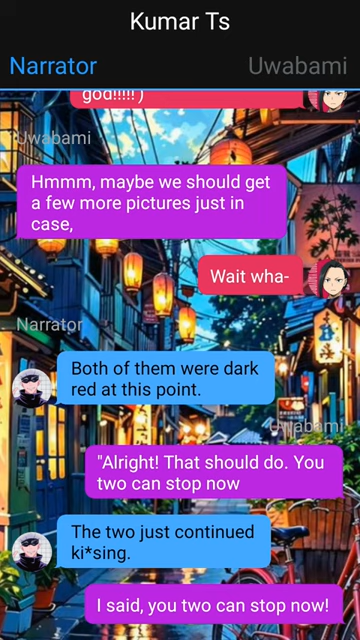 Kumar Ts
Narrator
Uwabami
god!!!!!)
Uwabami
Hmmm, maybe we should get
a few more pictures just in
case,
Wait wha-
Narrator
Both of them were dark
red at this point.
Uwabami
"Alright! That should do. You
two can stop now
The two just continued
ki*sing.
I said, you two can stop now!